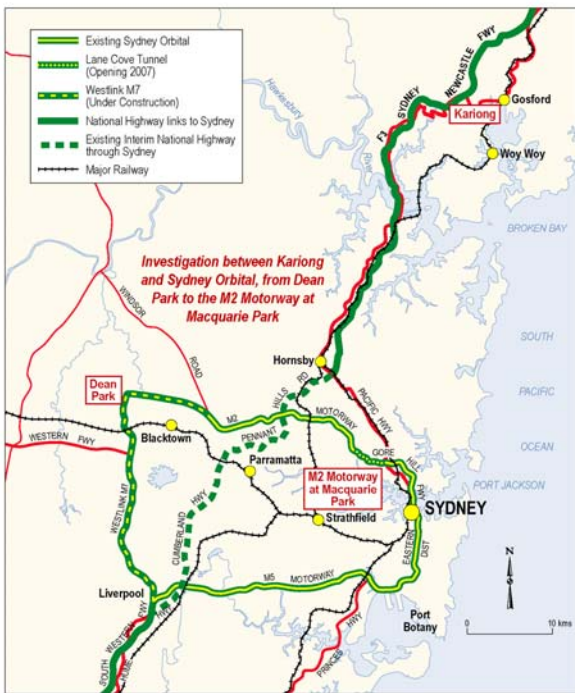 Existing Sydney Orbital
Lane Cove Tunnel
(Opening 2007)
Westlink M7
(Under Construction)
National Highway links to Sydney
Existing Interim National Highway
through Sydney
Major Railway
Hawkesbury
River
F3
SYDNEY
NEWCASTLE
FWY
Gosford
Kariong
Woy Woy
BROKEN BAY
Investigation between Kariong
and Sydney Orbital, from Dean
Park to the M2 Motorway at
Macquarie Park
WINDSOR
ROAD
SOUTH
PACIFIC
OCEAN
Hornsby
Dean
Park
PENNANT
HILLS
RD
PACIFIC
HWY
M2
MOTORWAY
Blacktown
WESTERN FWY
Parramatta
GORE
HILL
FWY
PORT JACKSON
M2 Motorway
at Macquarie
Park
SYDNEY
Strathfield
WESTLINK M7
CUMBERLAND
HWY
EASTERN
DIST
Liverpool
M5
MOTORWAY
SOUTH
WESTERN
FWY
HUME
HWY
PRINCES
HWY
Port
Botany
N
0
10 kms